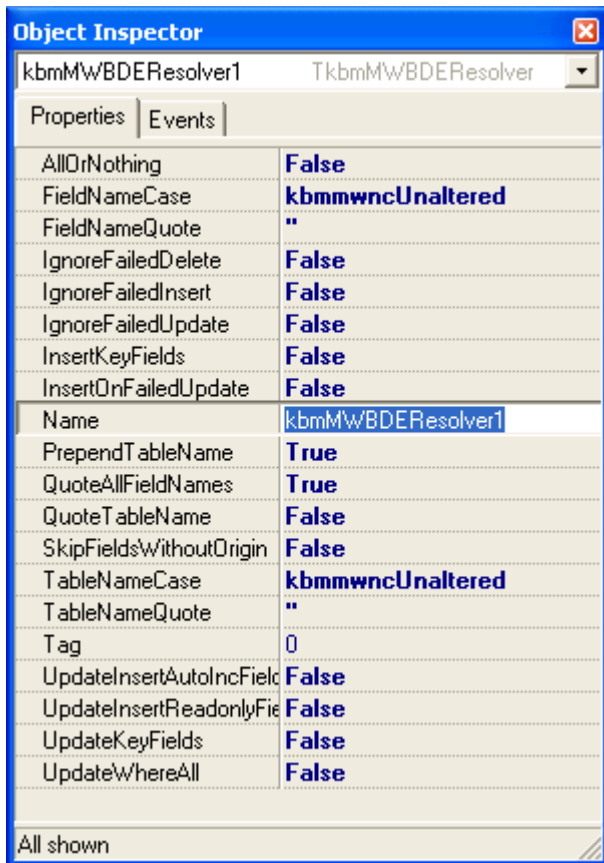 Object Inspector
kbmMWBDEResolver1 TkbmMWBDEResolver
Properties Events
AllOrNothing False
FieldNameCase kbmmwncUnaltered
FieldNameQuote "
IgnoreFailedDelete False
IgnoreFailedInsert False
IgnoreFailedUpdate False
InsertKeyFields False
InsertOnFailedUpdate False
Name kbmMWBDEResolver1
PrependTableName True
QuoteAllFieldNames True
QuoteTableName False
SkipFieldsWithoutOrigin False
TableNameCase kbmmwncUnaltered
TableNameQuote "
Tag 0
UpdateInsertAutoIncField False
UpdateInsertReadonlyFie False
UpdateKeyFields False
UpdateWhereAll False
All shown